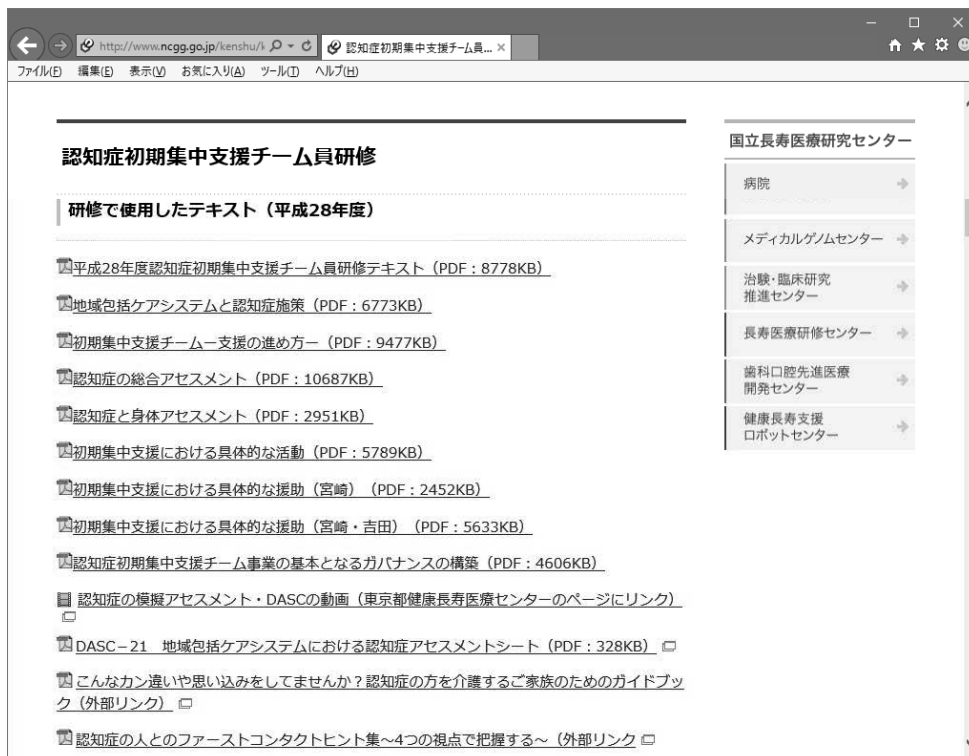 http://www.ncgg.go.jp/kenshu/k
認知症初期集中支援チーム員...
ファイル(F) 編集(E) 表示(V) お気に入り(A) ツール(T) ヘルプ(H)
認知症初期集中支援チーム員研修
研修で使用したテキスト（平成28年度）
平成28年度認知症初期集中支援チーム員研修テキスト（PDF：8778KB）
地域包括ケアシステムと認知症施策（PDF：6773KB）
初期集中支援チームー支援の進め方ー（PDF：9477KB）
認知症の総合アセスメント（PDF：10687KB）
認知症と身体アセスメント（PDF：2951KB）
初期集中支援における具体的な活動（PDF：5789KB）
初期集中支援における具体的な援助（宮崎）（PDF：2452KB）
初期集中支援における具体的な援助（宮崎・吉田）（PDF：5633KB）
認知症初期集中支援チーム事業の基本となるガバナンスの構築（PDF：4606KB）
認知症の模擬アセスメント・DASCの動画（東京都健康長寿医療センターのページにリンク）
DASC－21　地域包括ケアシステムにおける認知症アセスメントシート（PDF：328KB）
こんなカン違いや思い込みをしてませんか？認知症の方を介護するご家族のためのガイドブッ
ク（外部リンク）
認知症の人とのファーストコンタクトヒント集～4つの視点で把握する～（外部リンク
国立長寿医療研究センター
病院
メディカルゲノムセンター
治験・臨床研究
推進センター
長寿医療研修センター
歯科口腔先進医療
開発センター
健康長寿支援
ロボットセンター